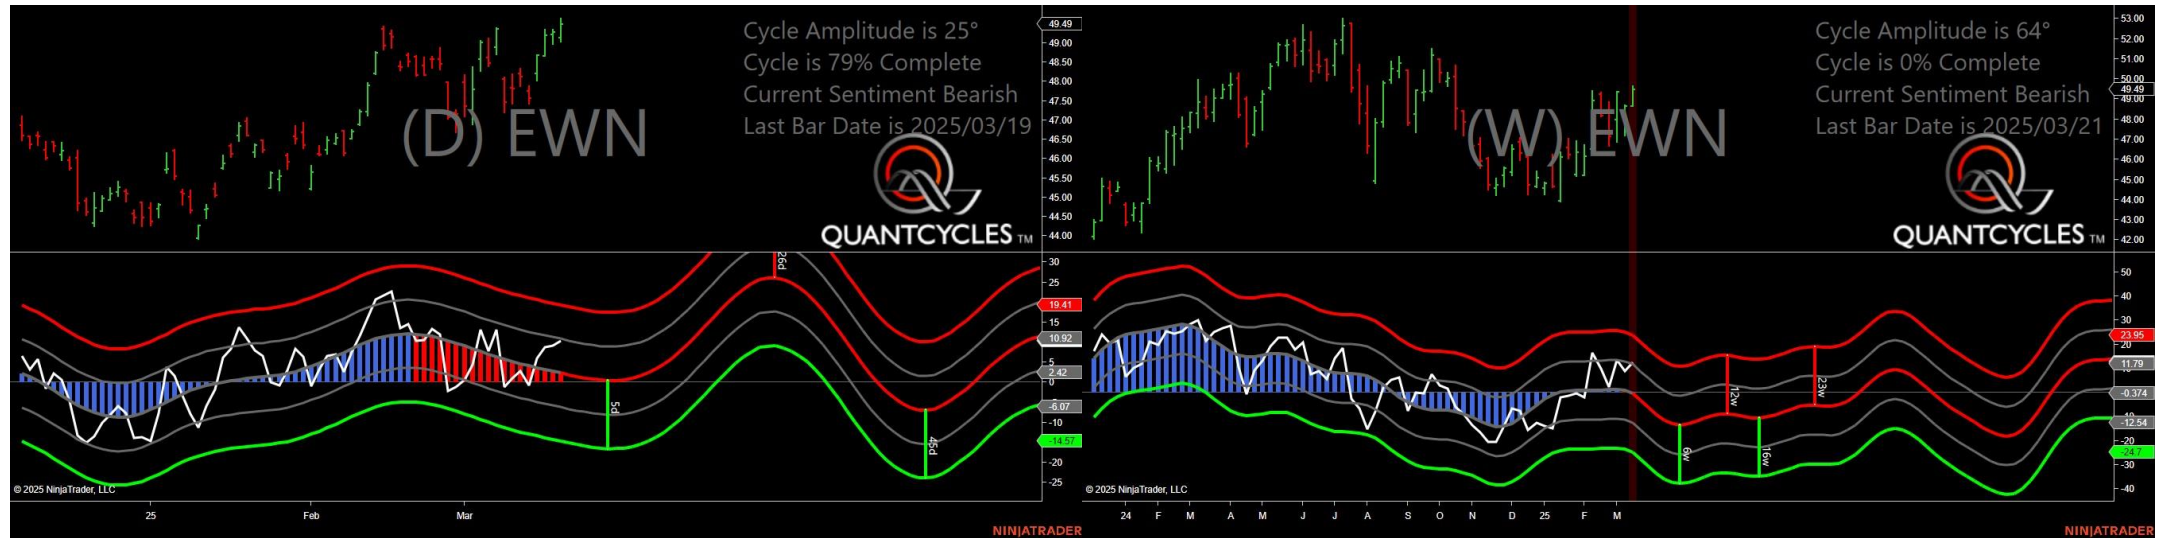 Cycle Amplitude is 25°
Cycle is 79% Complete
Current Sentiment Bearish
Last Bar Date is 2025/03/19
(D) EWN
QUANTCYCLES TM
49.49
49.00
48.50
48.00
47.50
47.00
46.50
46.00
45.50
45.00
44.50
44.00
26d
5d
45d
30
25
19.41
15
10.92
5
2.42
0
-6.07
-10
-14.57
-20
-25
© 2025 NinjaTrader, LLC
25
Feb
Mar
NINJATRADER
Cycle Amplitude is 64°
Cycle is 0% Complete
Current Sentiment Bearish
Last Bar Date is 2025/03/21
(W) EWN
QUANTCYCLES TM
53.00
52.00
51.00
50.00
49.49
49.00
48.00
47.00
46.00
45.00
44.00
43.00
42.00
12w
23w
6w
16w
50
40
30
23.95
20
11.79
-0.374
-10
-12.54
-20
-24.7
-30
-40
© 2025 NinjaTrader, LLC
24 F M A M J J A S O N D 25 F M
NINJATRADER